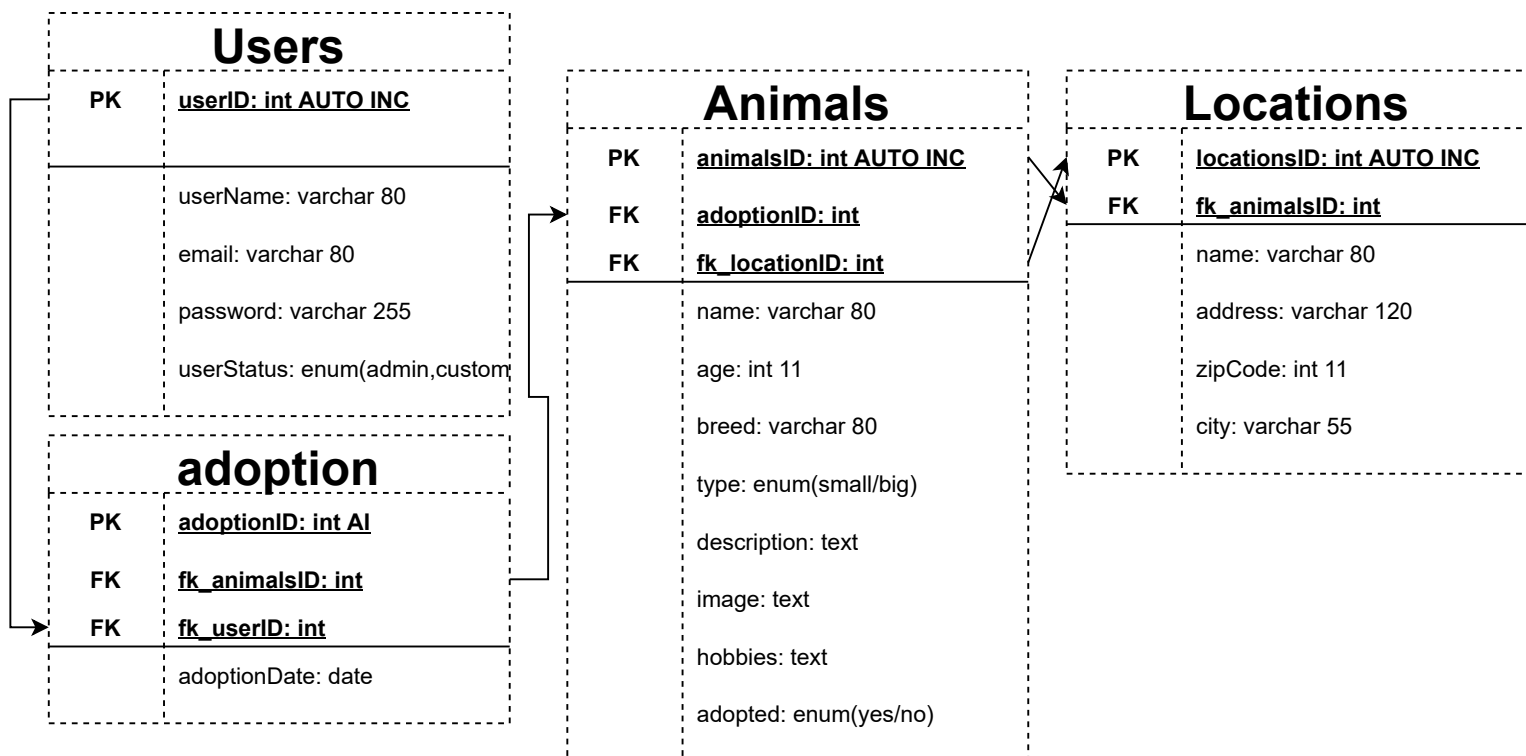 Users
PK userID: int AUTO INC
userName: varchar 80
email: varchar 80
password: varchar 255
userStatus: enum(admin,custom
adoption
PK adoptionID: int AI
FK fk_animalsID: int
FK fk_userID: int
adoptionDate: date
Animals
PK animalsID: int AUTO INC
FK adoptionID: int
FK fk_locationID: int
name: varchar 80
age: int 11
breed: varchar 80
type: enum(small/big)
description: text
image: text
hobbies: text
adopted: enum(yes/no)
Locations
PK locationsID: int AUTO INC
FK fk_animalsID: int
name: varchar 80
address: varchar 120
zipCode: int 11
city: varchar 55